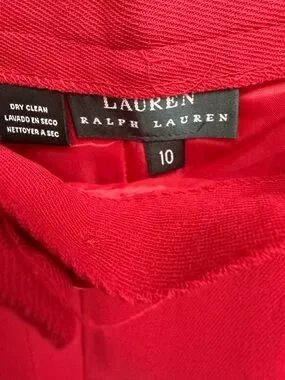 DRY CLEAN
LAVADO EN SECO
NETTOYER A SEC
LAUREN
RALPH LAUREN
10